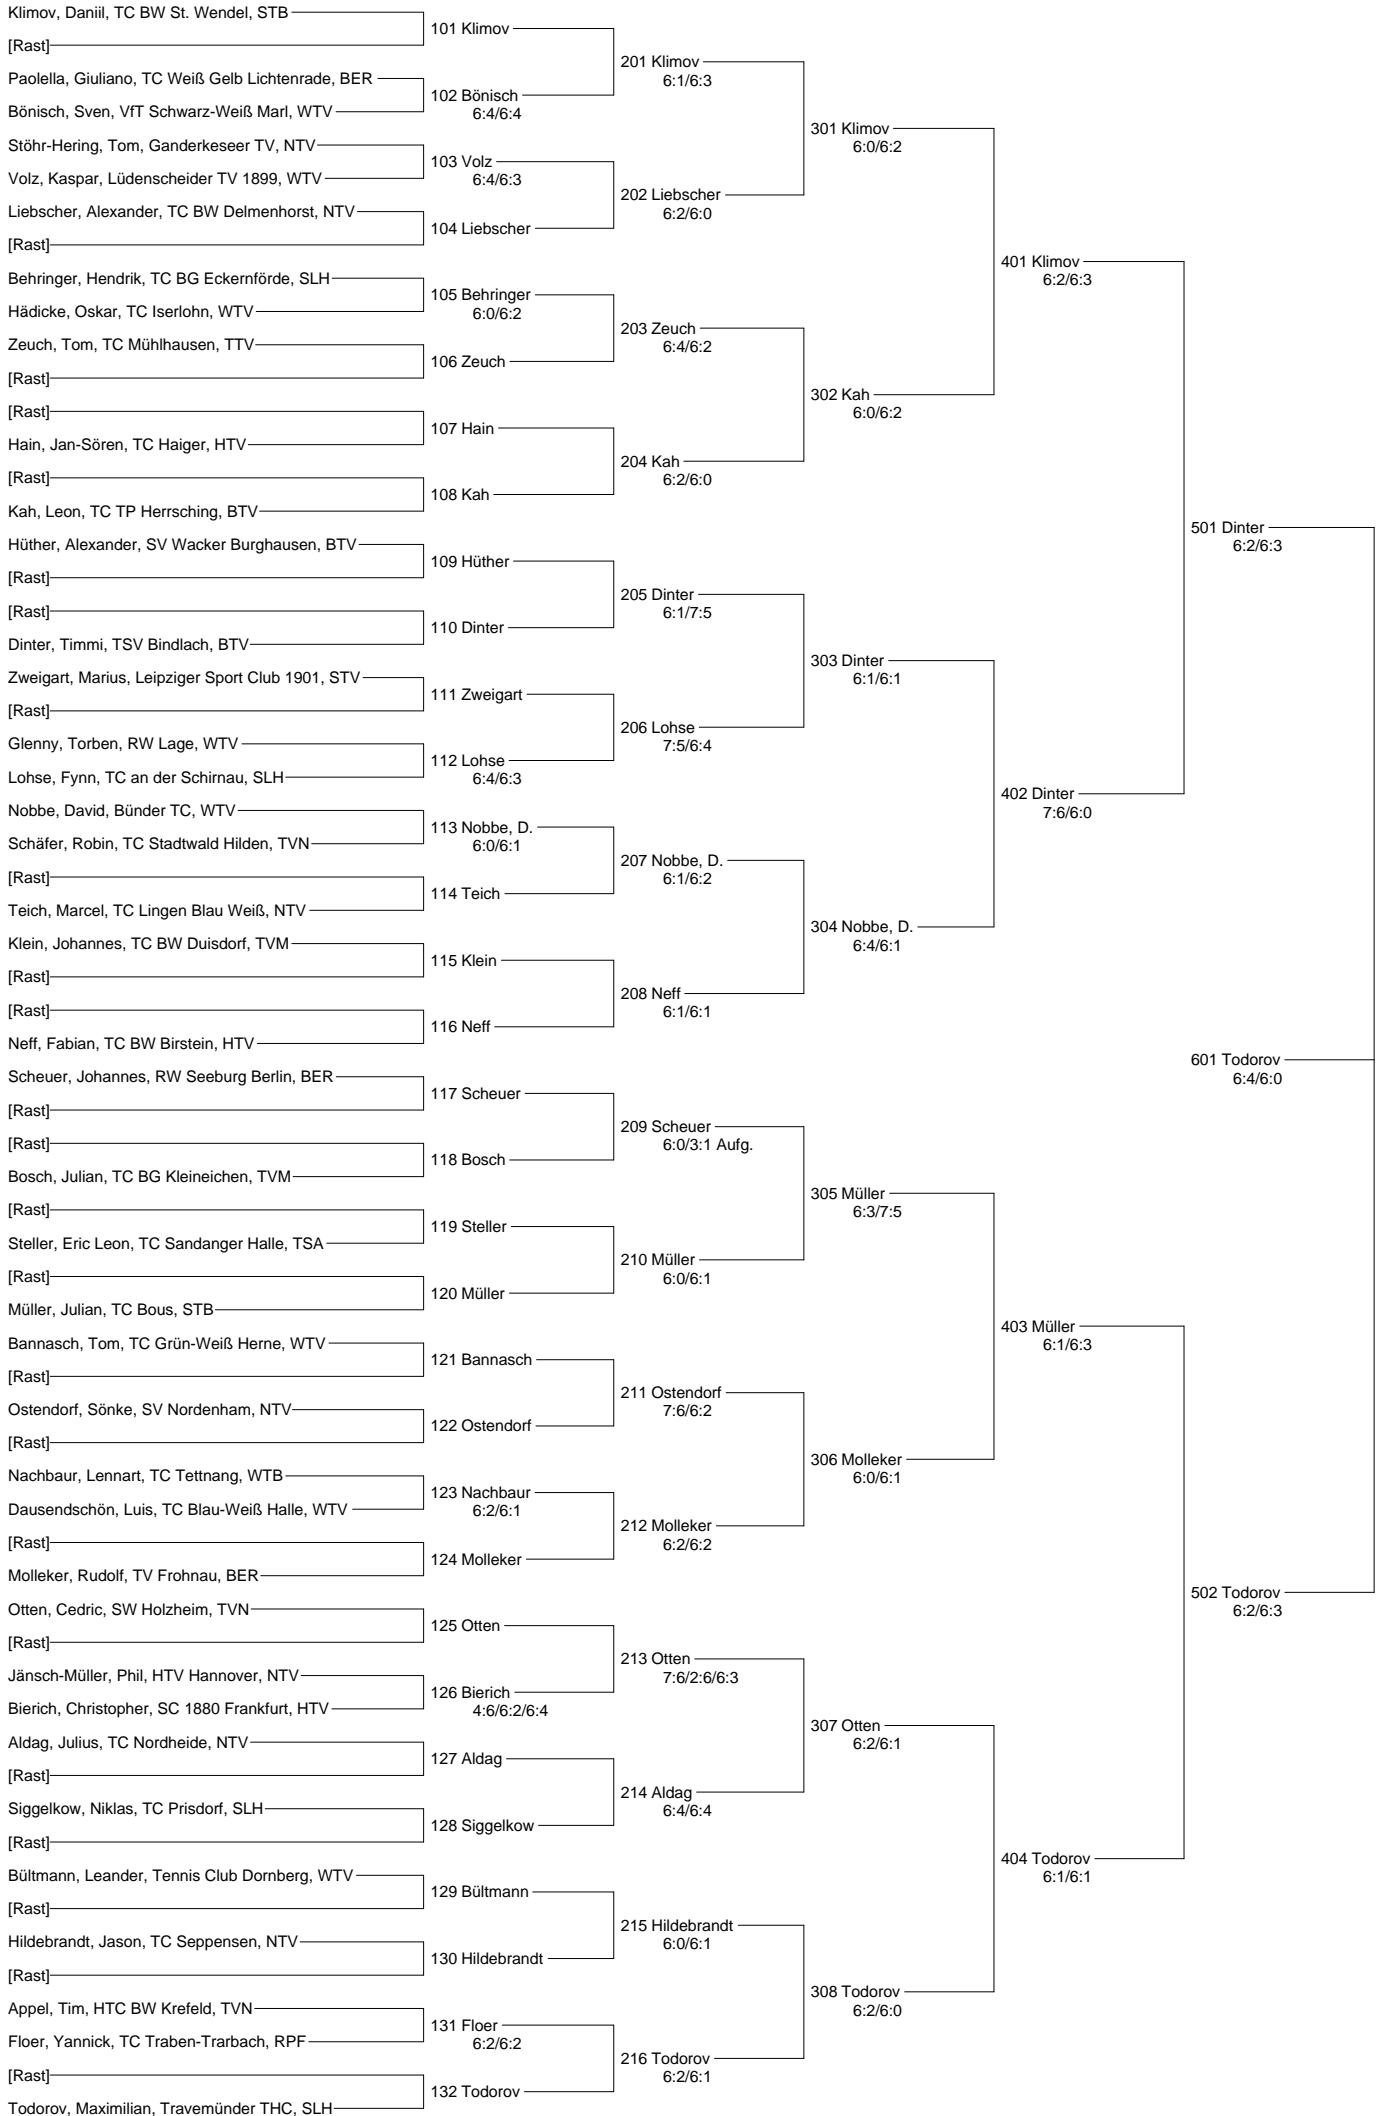 Klimov, Daniil, TC BW St. Wendel, STB
101 Klimov
[Rast]
201 Klimov
6:1/6:3
Paolella, Giuliano, TC Weiß Gelb Lichtenrade, BER
102 Bönisch
6:4/6:4
Bönisch, Sven, VfT Schwarz-Weiß Marl, WTV
301 Klimov
6:0/6:2
Stöhr-Hering, Tom, Ganderkeseer TV, NTV
103 Volz
6:4/6:3
Volz, Kaspar, Lüdenscheider TV 1899, WTV
202 Liebscher
6:2/6:0
Liebscher, Alexander, TC BW Delmenhorst, NTV
104 Liebscher
[Rast]
401 Klimov
6:2/6:3
Behringer, Hendrik, TC BG Eckernförde, SLH
105 Behringer
6:0/6:2
Hädicke, Oskar, TC Iserlohn, WTV
203 Zeuch
6:4/6:2
Zeuch, Tom, TC Mühlhausen, TTV
106 Zeuch
[Rast]
302 Kah
6:0/6:2
[Rast]
107 Hain
Hain, Jan-Sören, TC Haiger, HTV
204 Kah
6:2/6:0
[Rast]
108 Kah
Kah, Leon, TC TP Herrsching, BTV
501 Dinter
6:2/6:3
Hüther, Alexander, SV Wacker Burghausen, BTV
109 Hüther
[Rast]
205 Dinter
6:1/7:5
[Rast]
110 Dinter
Dinter, Timmi, TSV Bindlach, BTV
303 Dinter
6:1/6:1
Zweigart, Marius, Leipziger Sport Club 1901, STV
111 Zweigart
[Rast]
206 Lohse
7:5/6:4
Glenny, Torben, RW Lage, WTV
112 Lohse
6:4/6:3
Lohse, Fynn, TC an der Schirnau, SLH
402 Dinter
7:6/6:0
Nobbe, David, Bünder TC, WTV
113 Nobbe, D.
6:0/6:1
Schäfer, Robin, TC Stadtwald Hilden, TVN
207 Nobbe, D.
6:1/6:2
[Rast]
114 Teich
Teich, Marcel, TC Lingen Blau Weiß, NTV
304 Nobbe, D.
6:4/6:1
Klein, Johannes, TC BW Duisdorf, TVM
115 Klein
[Rast]
208 Neff
6:1/6:1
[Rast]
116 Neff
Neff, Fabian, TC BW Birstein, HTV
601 Todorov
6:4/6:0
Scheuer, Johannes, RW Seeburg Berlin, BER
117 Scheuer
[Rast]
209 Scheuer
6:0/3:1 Aufg.
[Rast]
118 Bosch
Bosch, Julian, TC BG Kleineichen, TVM
305 Müller
6:3/7:5
[Rast]
119 Steller
Steller, Eric Leon, TC Sandanger Halle, TSA
210 Müller
6:0/6:1
[Rast]
120 Müller
Müller, Julian, TC Bous, STB
403 Müller
6:1/6:3
Bannasch, Tom, TC Grün-Weiß Herne, WTV
121 Bannasch
[Rast]
211 Ostendorf
7:6/6:2
Ostendorf, Sönke, SV Nordenham, NTV
122 Ostendorf
[Rast]
306 Molleker
6:0/6:1
Nachbaur, Lennart, TC Tettnang, WTB
123 Nachbaur
6:2/6:1
Dausendschön, Luis, TC Blau-Weiß Halle, WTV
212 Molleker
6:2/6:2
[Rast]
124 Molleker
Molleker, Rudolf, TV Frohnau, BER
502 Todorov
6:2/6:3
Otten, Cedric, SW Holzheim, TVN
125 Otten
[Rast]
213 Otten
7:6/2:6/6:3
Jänsch-Müller, Phil, HTV Hannover, NTV
126 Bierich
4:6/6:2/6:4
Bierich, Christopher, SC 1880 Frankfurt, HTV
307 Otten
6:2/6:1
Aldag, Julius, TC Nordheide, NTV
127 Aldag
[Rast]
214 Aldag
6:4/6:4
Siggelkow, Niklas, TC Prisdorf, SLH
128 Siggelkow
[Rast]
404 Todorov
6:1/6:1
Bültmann, Leander, Tennis Club Dornberg, WTV
129 Bültmann
[Rast]
215 Hildebrandt
6:0/6:1
Hildebrandt, Jason, TC Seppensen, NTV
130 Hildebrandt
[Rast]
308 Todorov
6:2/6:0
Appel, Tim, HTC BW Krefeld, TVN
131 Floer
6:2/6:2
Floer, Yannick, TC Traben-Trarbach, RPF
216 Todorov
6:2/6:1
[Rast]
132 Todorov
Todorov, Maximilian, Travemünder THC, SLH